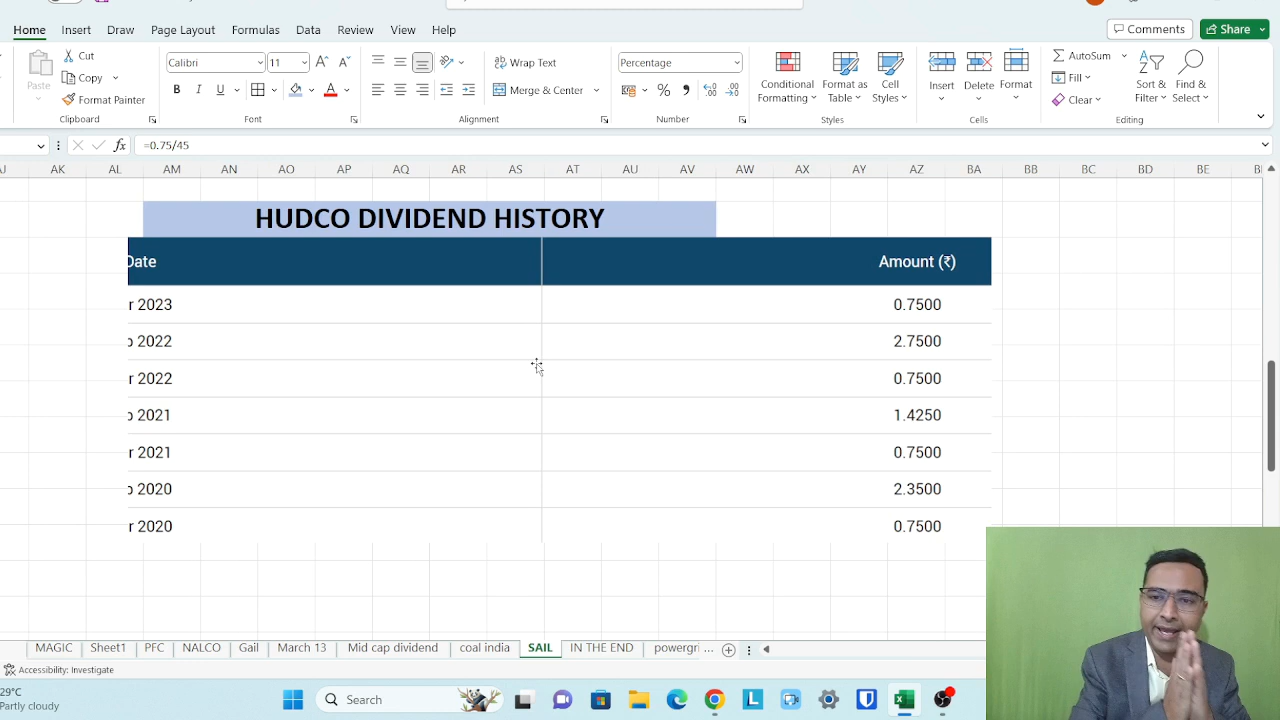 Home Insert Draw Page Layout Formulas Data Review View Help Comments Share
Cut
Copy
Format Painter
Paste
Calibri 11
B I U
Wrap Text
Merge & Center
Percentage
Conditional Formatting
Format as Table
Cell Styles
Insert Delete Format
AutoSum
Fill
Clear
Sort & Filter
Find & Select
Clipboard Font Alignment Number Styles Cells Editing
fx =0.75/45
AK AL AM AN AO AP AQ AR AS AT AU AV AW AX AY AZ BA BB BC BD BE
HUDCO DIVIDEND HISTORY
Date Amount (₹)
r 2023 0.7500
2022 2.7500
r 2022 0.7500
2021 1.4250
r 2021 0.7500
2020 2.3500
r 2020 0.7500
MAGIC Sheet1 PFC NALCO Gail March 13 Mid cap dividend coal india SAIL IN THE END powergri ...
Accessibility: Investigate
29°C
Partly cloudy
Search